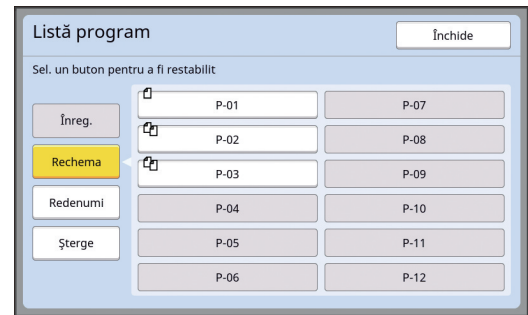 Listă program
Închide
Sel. un buton pentru a fi restabilit
Înreg.
Rechema
Redenumi
Şterge
P-01
P-02
P-03
P-04
P-05
P-06
P-07
P-08
P-09
P-10
P-11
P-12